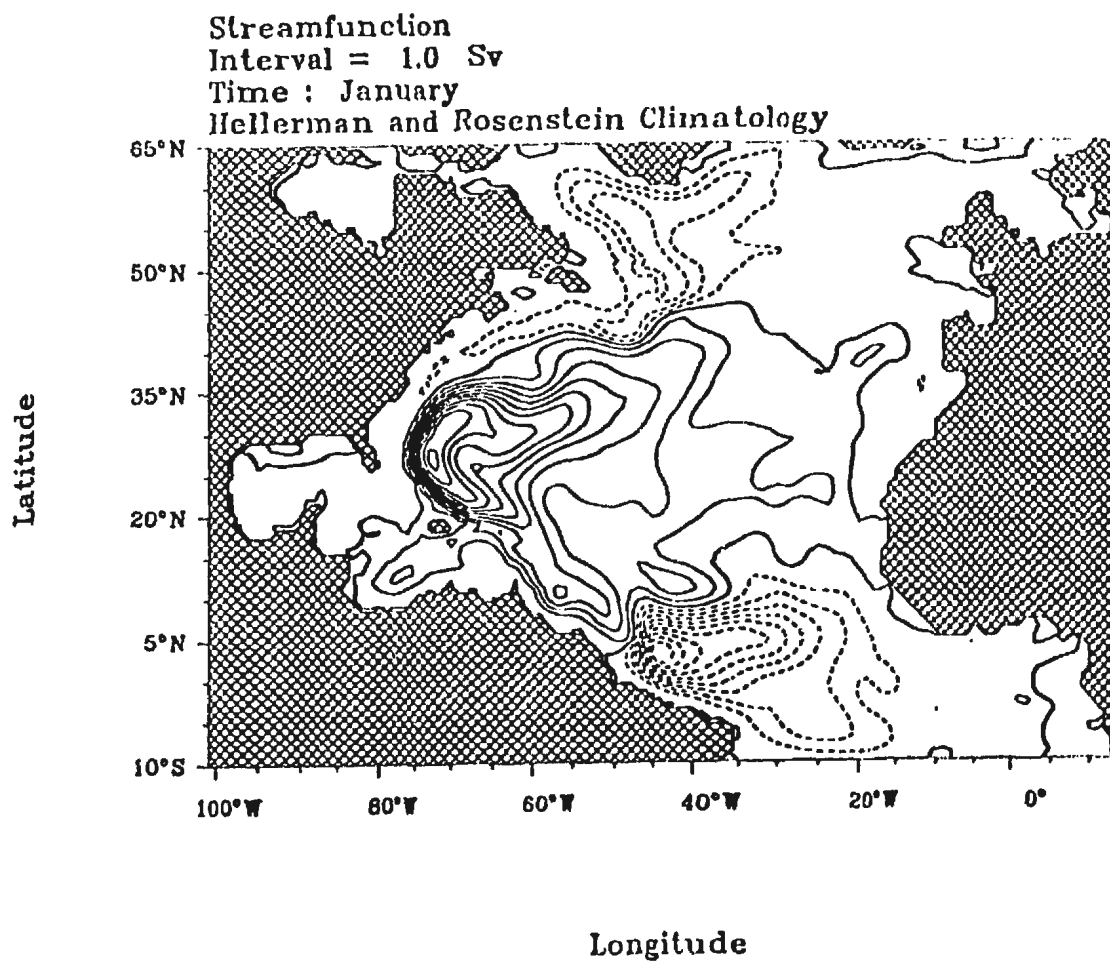 Streamfunction
Interval = 1.0 Sv
Time : January
Hellerman and Rosenstein Climatology
65°N
50°N
35°N
20°N
5°N
10°S
Latitude
100°W 80°W 60°W 40°W 20°W 0°
Longitude